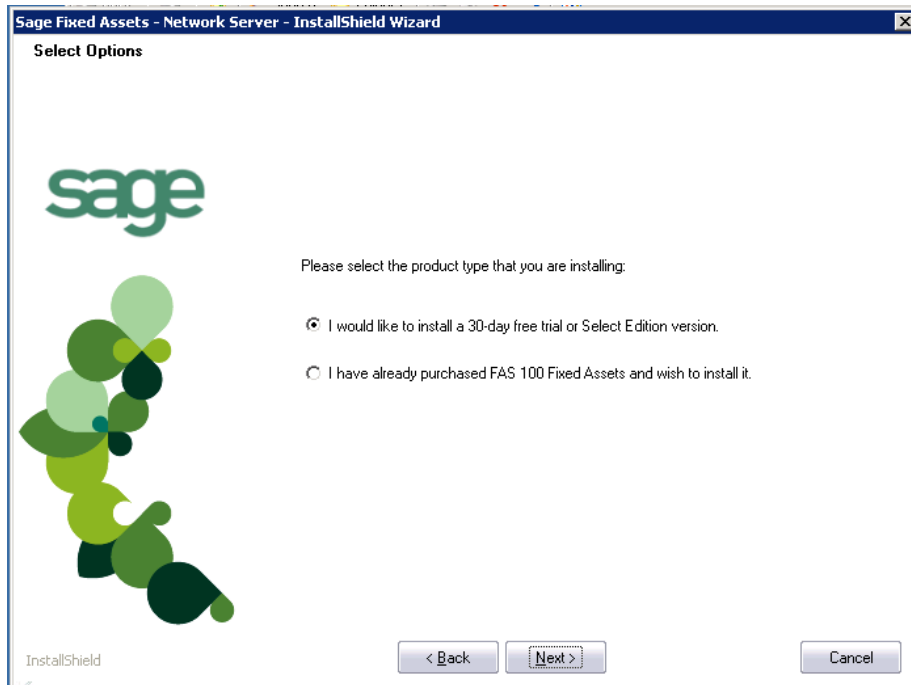 Sage Fixed Assets - Network Server - InstallShield Wizard
Select Options
sage
Please select the product type that you are installing:
I would like to install a 30-day free trial or Select Edition version.
I have already purchased FAS 100 Fixed Assets and wish to install it.
InstallShield
< Back
Next >
Cancel